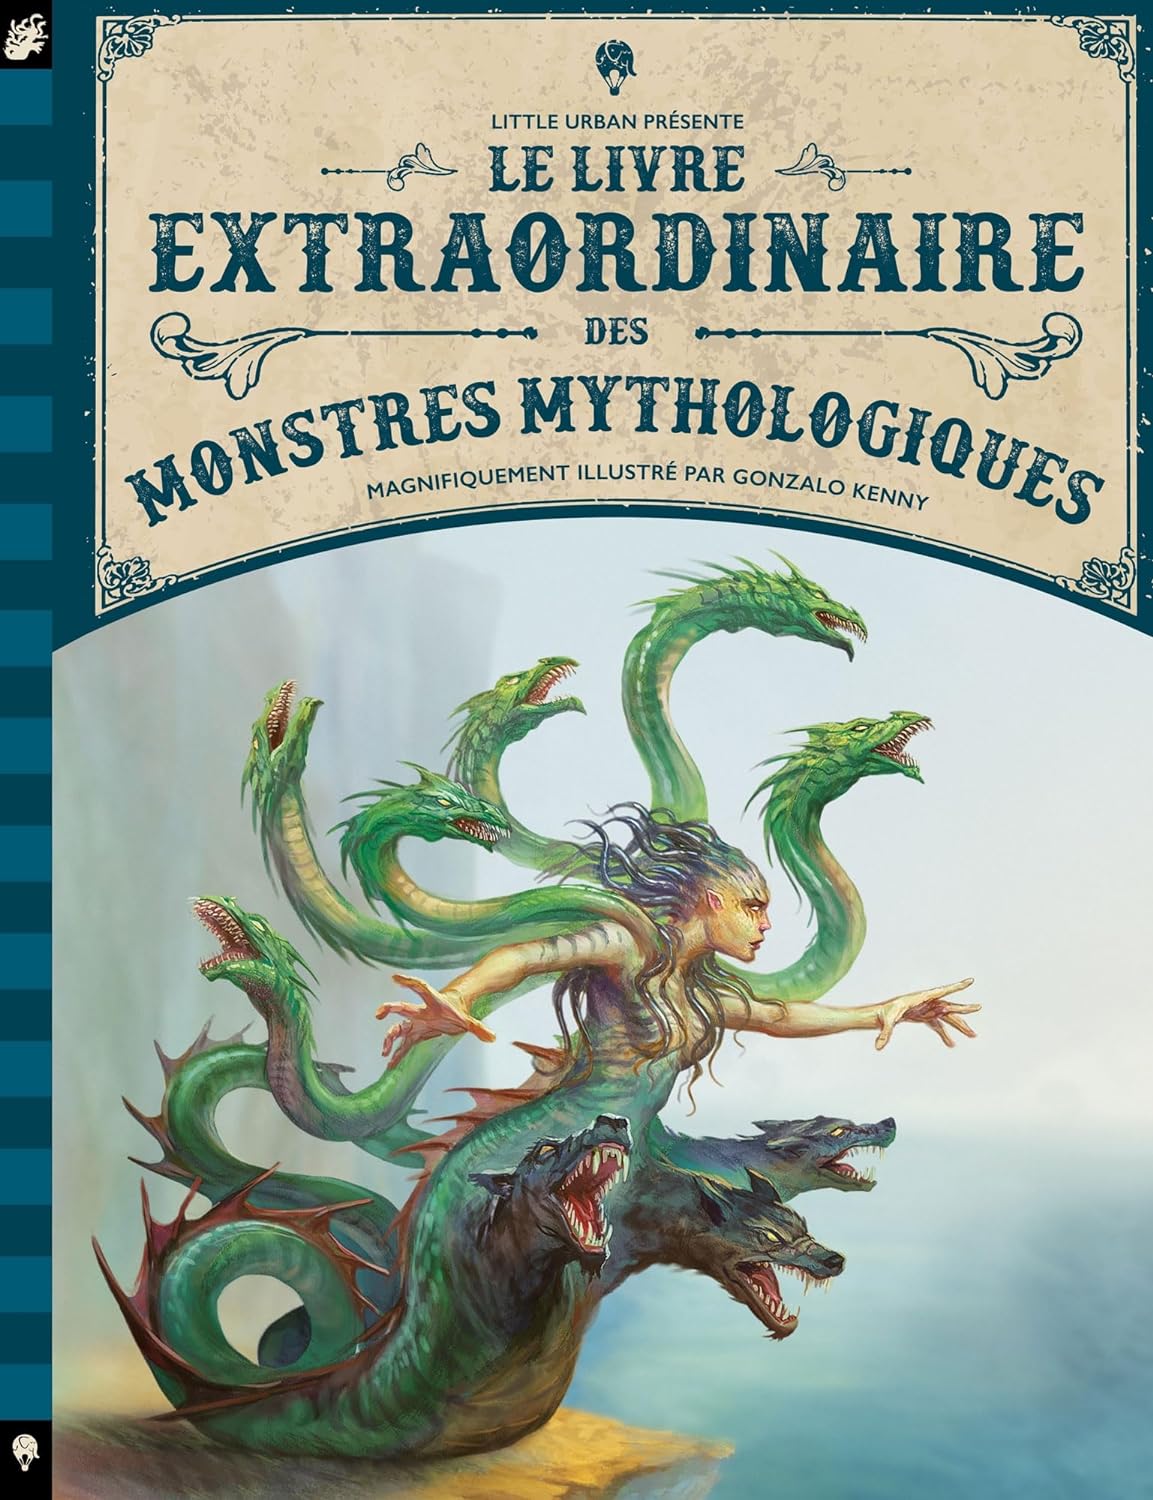 LITTLE URBAN PRÉSENTE
LE LIVRE
EXTRAORDINAIRE
DES
MONSTRES MYTHOLOGIQUES
MAGNIFIQUEMENT ILLUSTRÉ PAR GONZALO KENNY